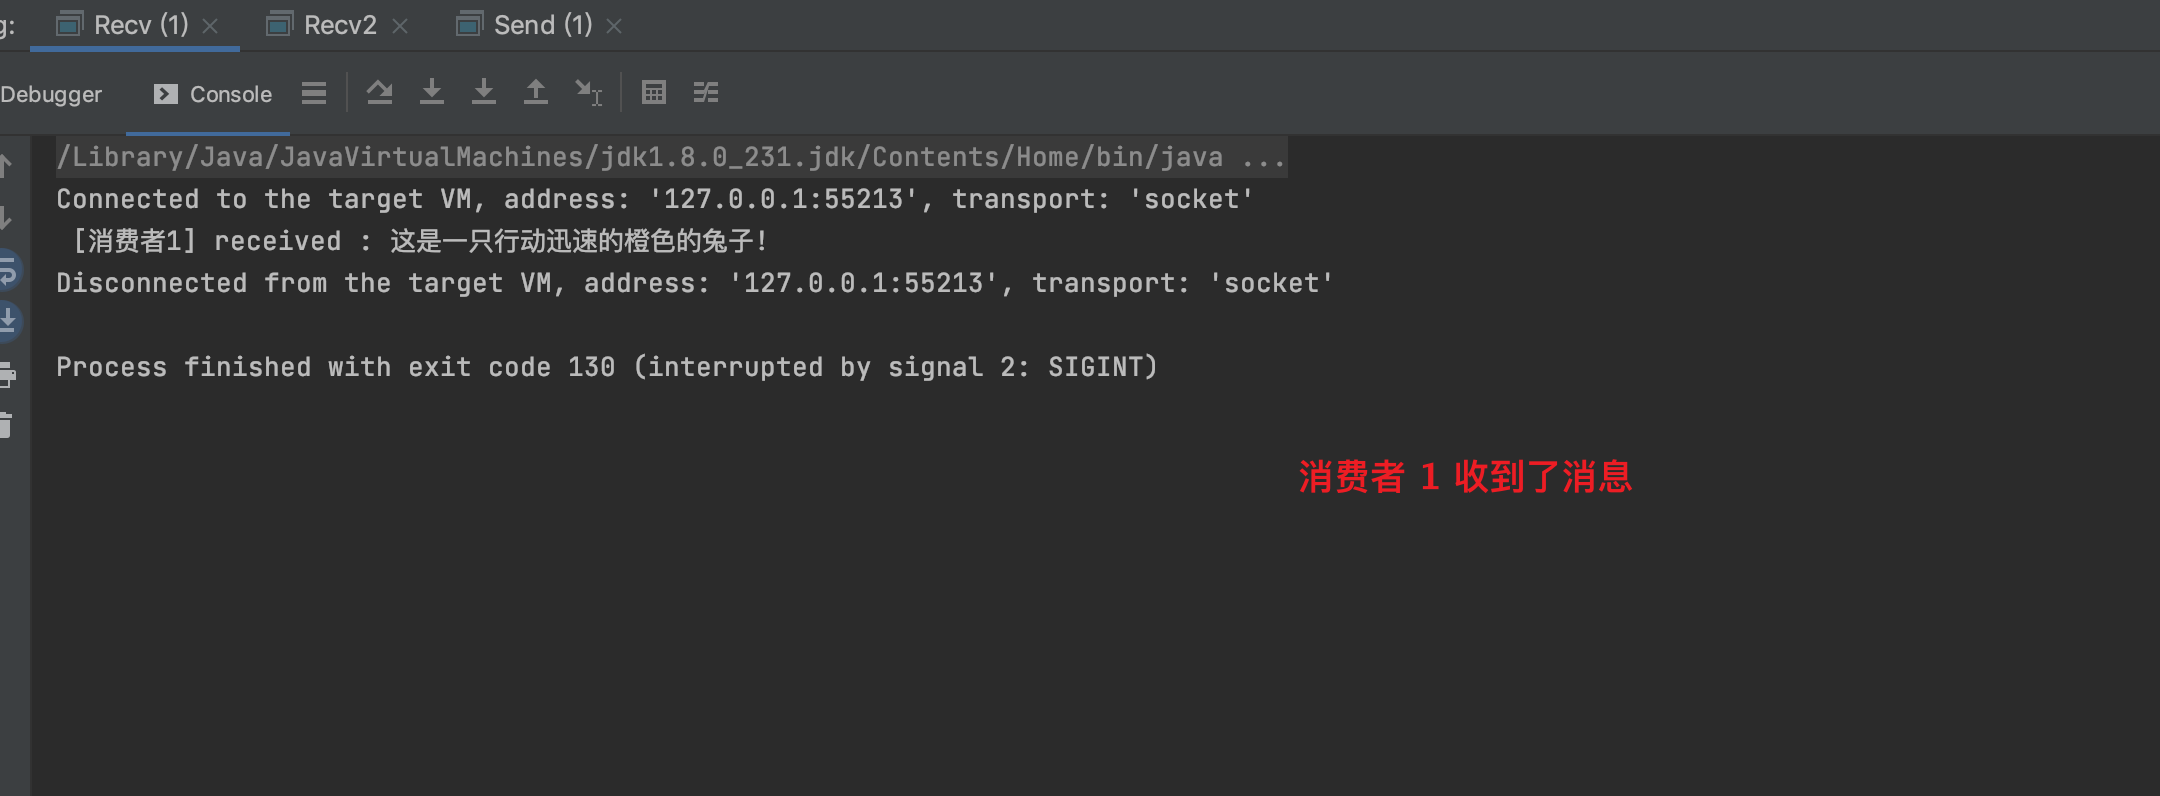 g:
Recv (1)
Recv2
Send (1)
Debugger
Console
/Library/Java/JavaVirtualMachines/jdk1.8.0_231.jdk/Contents/Home/bin/java ...
Connected to the target VM, address: '127.0.0.1:55213', transport: 'socket'
[消费者1] received : 这是一只行动迅速的橙色的兔子!
Disconnected from the target VM, address: '127.0.0.1:55213', transport: 'socket'
Process finished with exit code 130 (interrupted by signal 2: SIGINT)
消费者 1 收到了消息